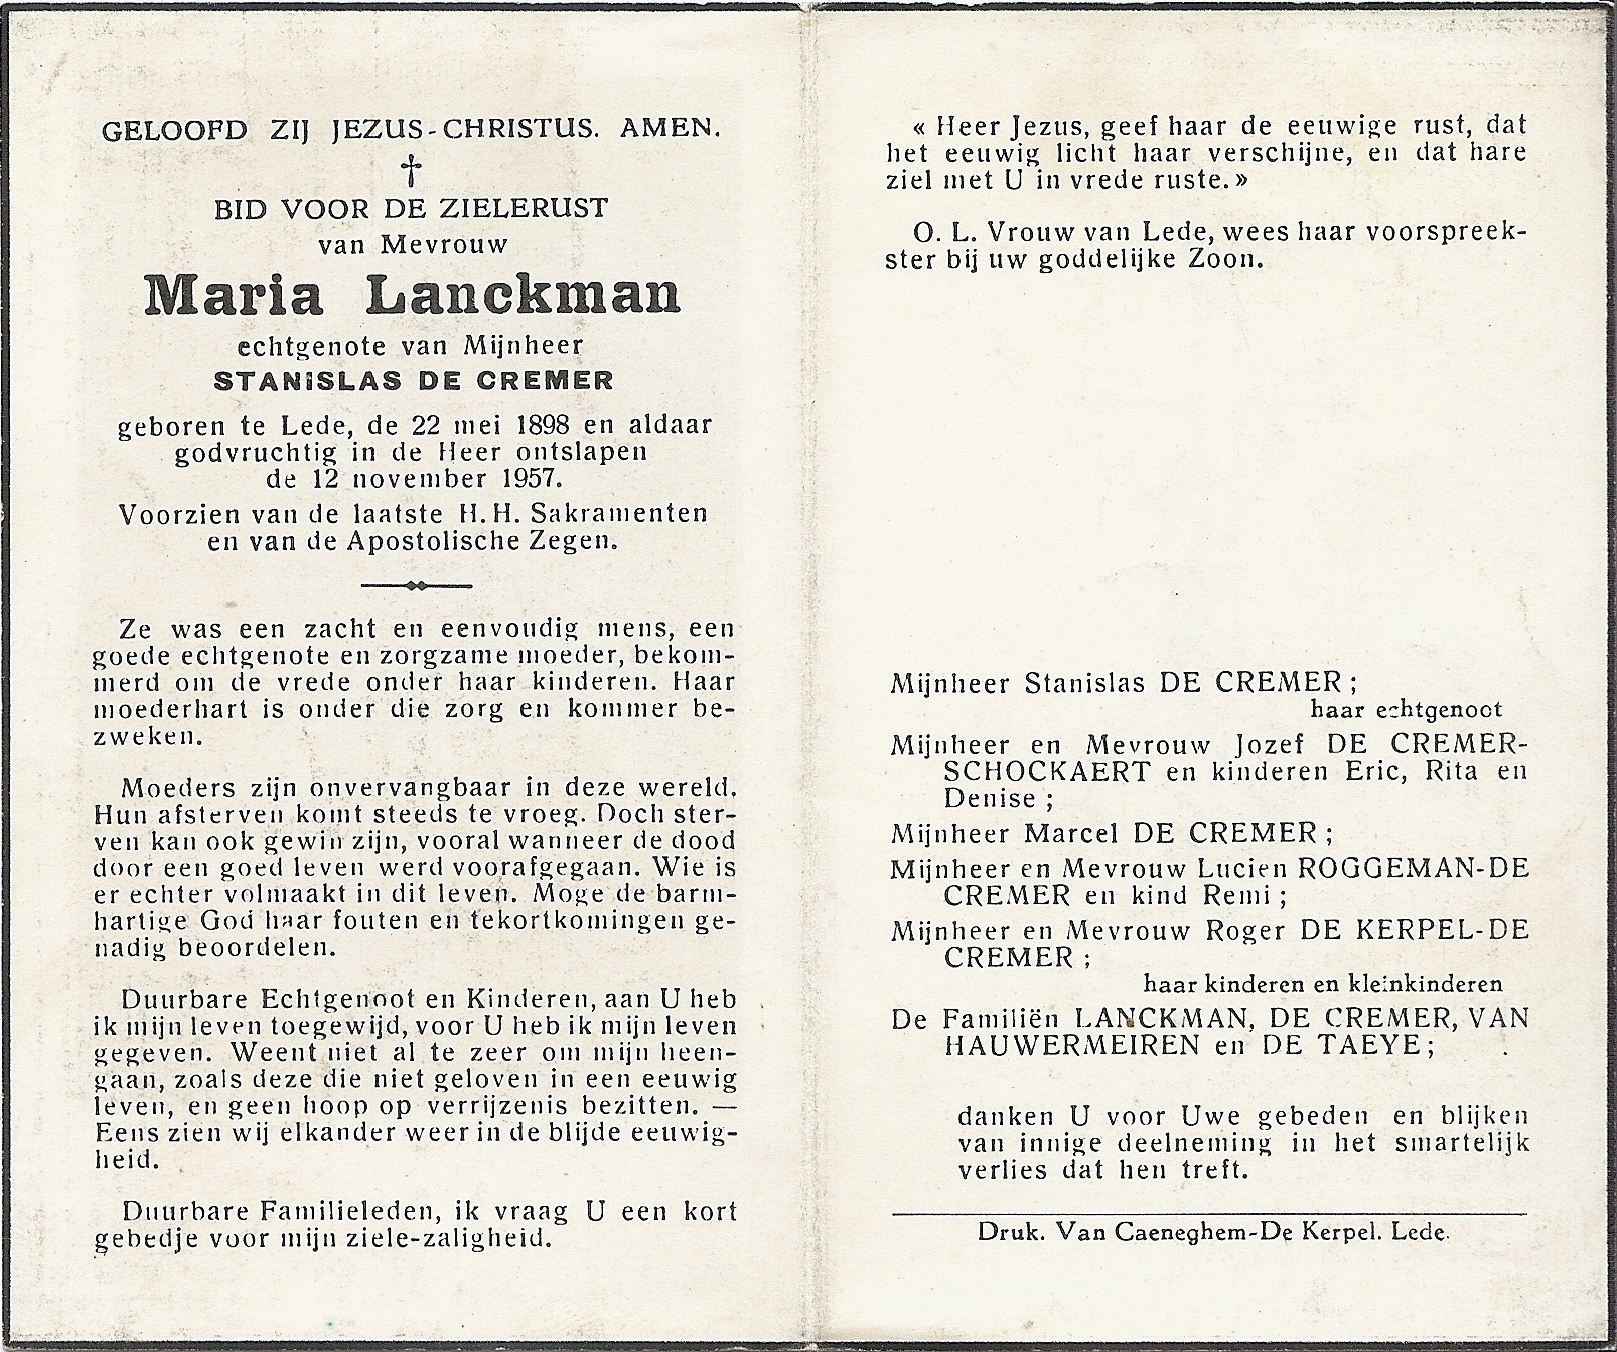 GELOOFD ZIJ JEZUS-CHRISTUS. AMEN.
†
BID VOOR DE ZIELERUST
van Mevrouw
Maria Lanckman
echtgenote van Mijnheer
STANISLAS DE CREMER
geboren te Lede, de 22 mei 1898 en aldaar
godvruchtig in de Heer ontslapen
de 12 november 1957.
Voorzien van de laatste H.H. Sakramenten
en van de Apostolische Zegen.
Ze was een zacht en eenvoudig mens, een
goede echtgenote en zorgzame moeder, bekom-
merd om de vrede onder haar kinderen. Haar
moederhart is onder die zorg en kommer be-
zweken.
Moeders zijn onvervangbaar in deze wereld.
Hun afsterven komt steeds te vroeg. Doch ster-
ven kan ook gewin zijn, vooral wanneer de dood
door een goed leven werd voorafgegaan. Wie is
er echter volmaakt in dit leven. Moge de barm-
hartige God haar fouten en tekortkomingen ge-
nadig beoordelen.
Duurbare Echtgenoot en Kinderen, aan U heb
ik mijn leven toegewijd, voor U heb ik mijn leven
gegeven. Weent niet al te zeer om mijn heen-
gaan, zoals deze die niet geloven in een eeuwig
leven, en geen hoop op verrijzenis bezitten. —
Eens zien wij elkander weer in de blijde eeuwig-
heid.
Duurbare Familieleden, ik vraag U een kort
gebedje voor mijn ziele-zaligheid.
« Heer Jezus, geef haar de eeuwige rust, dat
het eeuwig licht haar verschijne, en dat hare
ziel met U in vrede ruste. »
O. L. Vrouw van Lede, wees haar voorspreek-
ster bij uw goddelijke Zoon.
Mijnheer Stanislas DE CREMER ;
haar echtgenoot
Mijnheer en Mevrouw Jozef DE CREMER-
SCHOCKAERT en kinderen Eric, Rita en
Denise ;
Mijnheer Marcel DE CREMER ;
Mijnheer en Mevrouw Lucien ROGGEMAN-DE
CREMER en kind Remi ;
Mijnheer en Mevrouw Roger DE KERPEL-DE
CREMER ;
haar kinderen en kleinkinderen
De Familiën LANCKMAN, DE CREMER, VAN
HAUWERMEIREN en DE TAEYE ;
danken U voor Uwe gebeden en blijken
van innige deelneming in het smartelijk
verlies dat hen treft.
Druk. Van Caeneghem-De Kerpel. Lede.